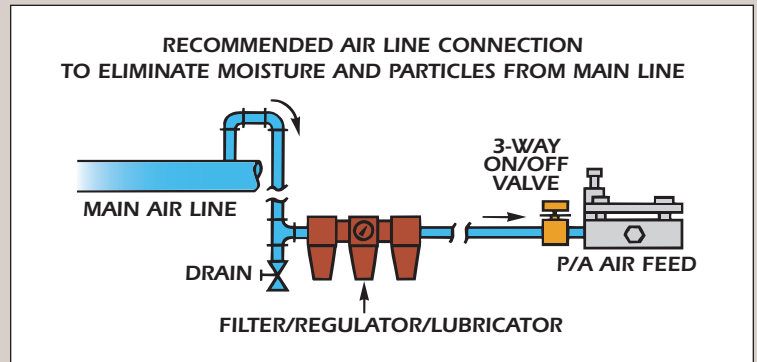 RECOMMENDED AIR LINE CONNECTION
TO ELIMINATE MOISTURE AND PARTICLES FROM MAIN LINE
3-WAY
ON/OFF
VALVE
MAIN AIR LINE
DRAIN
P/A AIR FEED
FILTER/REGULATOR/LUBRICATOR